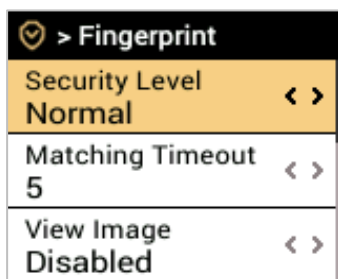 > Fingerprint
Security Level
Normal
Matching Timeout
5
View Image
Disabled